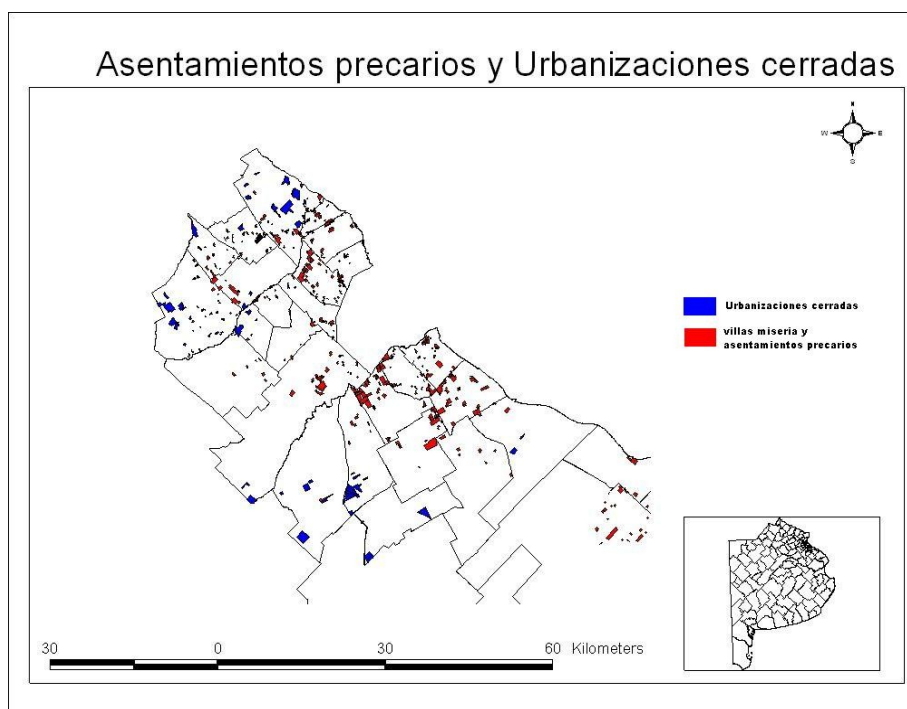 Asentamientos precarios y Urbanizaciones cerradas
N
W E
S
Urbanizaciones cerradas
villas miseria y
asentamientos precarios
30 0 30 60 Kilometers